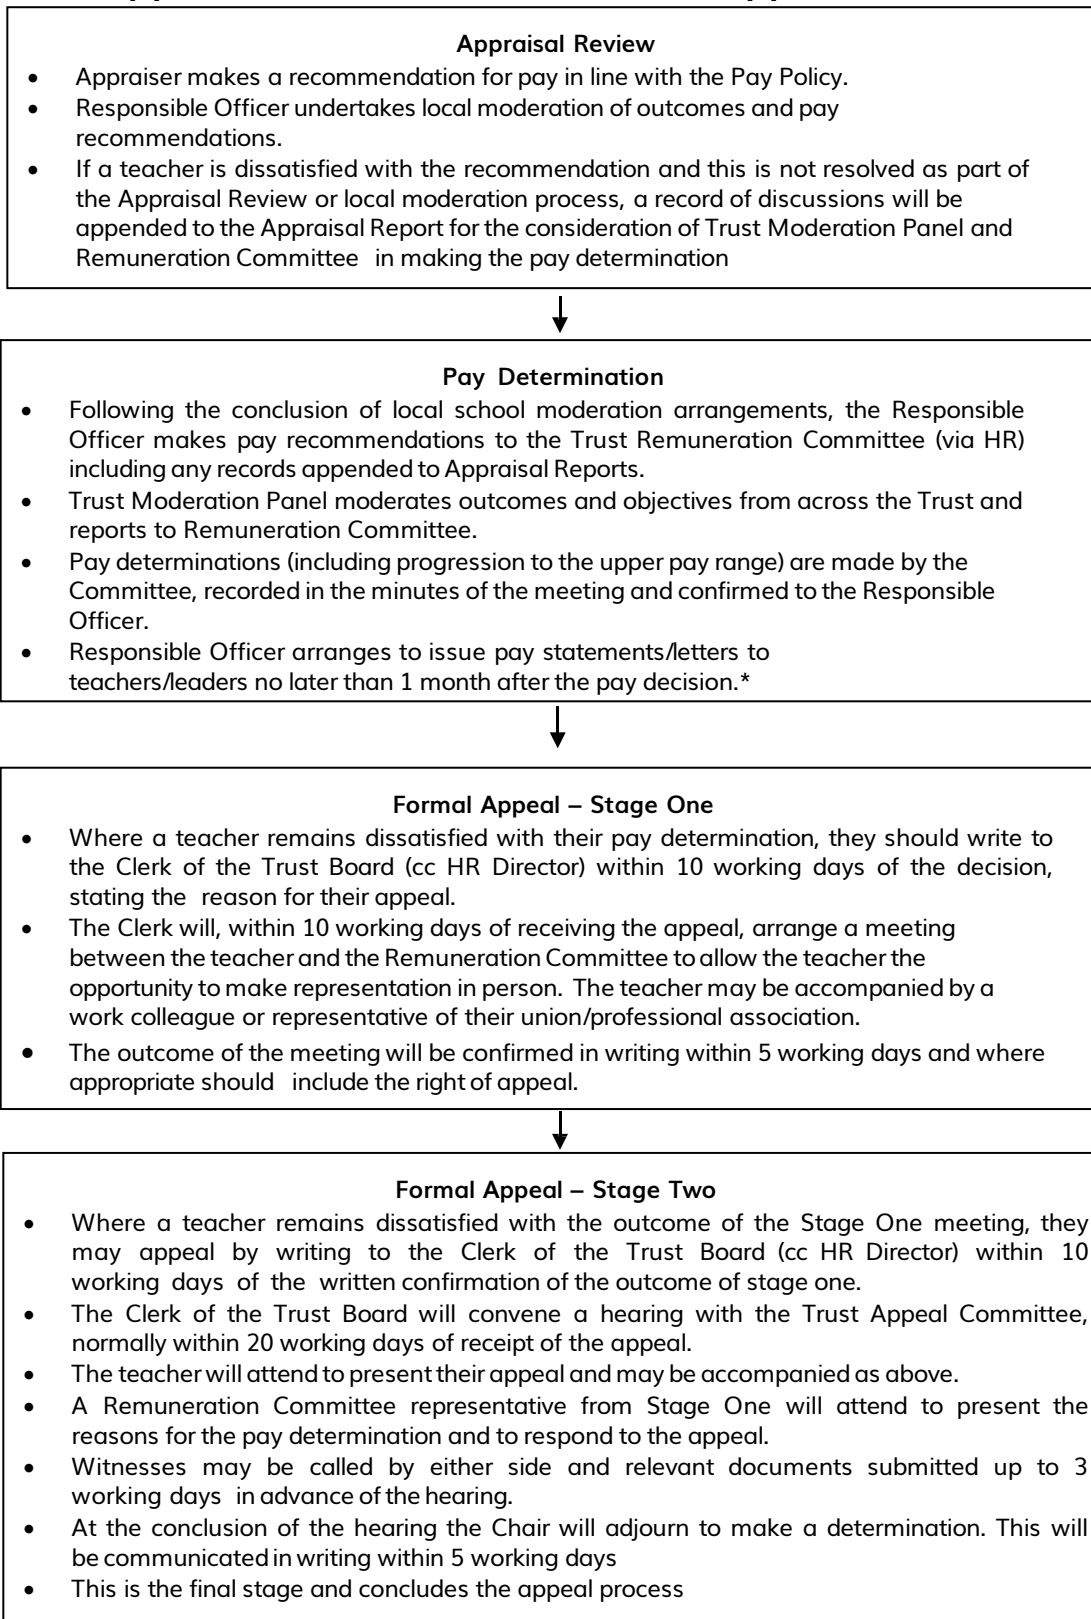 Appraisal Review
• Appraiser makes a recommendation for pay in line with the Pay Policy.
• Responsible Officer undertakes local moderation of outcomes and pay
recommendations.
• If a teacher is dissatisfied with the recommendation and this is not resolved as part of
the Appraisal Review or local moderation process, a record of discussions will be
appended to the Appraisal Report for the consideration of Trust Moderation Panel and
Remuneration Committee in making the pay determination
Pay Determination
• Following the conclusion of local school moderation arrangements, the Responsible
Officer makes pay recommendations to the Trust Remuneration Committee (via HR)
including any records appended to Appraisal Reports.
• Trust Moderation Panel moderates outcomes and objectives from across the Trust and
reports to Remuneration Committee.
• Pay determinations (including progression to the upper pay range) are made by the
Committee, recorded in the minutes of the meeting and confirmed to the Responsible
Officer.
• Responsible Officer arranges to issue pay statements/letters to
teachers/leaders no later than 1 month after the pay decision.*
Formal Appeal – Stage One
• Where a teacher remains dissatisfied with their pay determination, they should write to
the Clerk of the Trust Board (cc HR Director) within 10 working days of the decision,
stating the reason for their appeal.
• The Clerk will, within 10 working days of receiving the appeal, arrange a meeting
between the teacher and the Remuneration Committee to allow the teacher the
opportunity to make representation in person. The teacher may be accompanied by a
work colleague or representative of their union/professional association.
• The outcome of the meeting will be confirmed in writing within 5 working days and where
appropriate should include the right of appeal.
Formal Appeal – Stage Two
• Where a teacher remains dissatisfied with the outcome of the Stage One meeting, they
may appeal by writing to the Clerk of the Trust Board (cc HR Director) within 10
working days of the written confirmation of the outcome of stage one.
• The Clerk of the Trust Board will convene a hearing with the Trust Appeal Committee,
normally within 20 working days of receipt of the appeal.
• The teacher will attend to present their appeal and may be accompanied as above.
• A Remuneration Committee representative from Stage One will attend to present the
reasons for the pay determination and to respond to the appeal.
• Witnesses may be called by either side and relevant documents submitted up to 3
working days in advance of the hearing.
• At the conclusion of the hearing the Chair will adjourn to make a determination. This will
be communicated in writing within 5 working days
• This is the final stage and concludes the appeal process